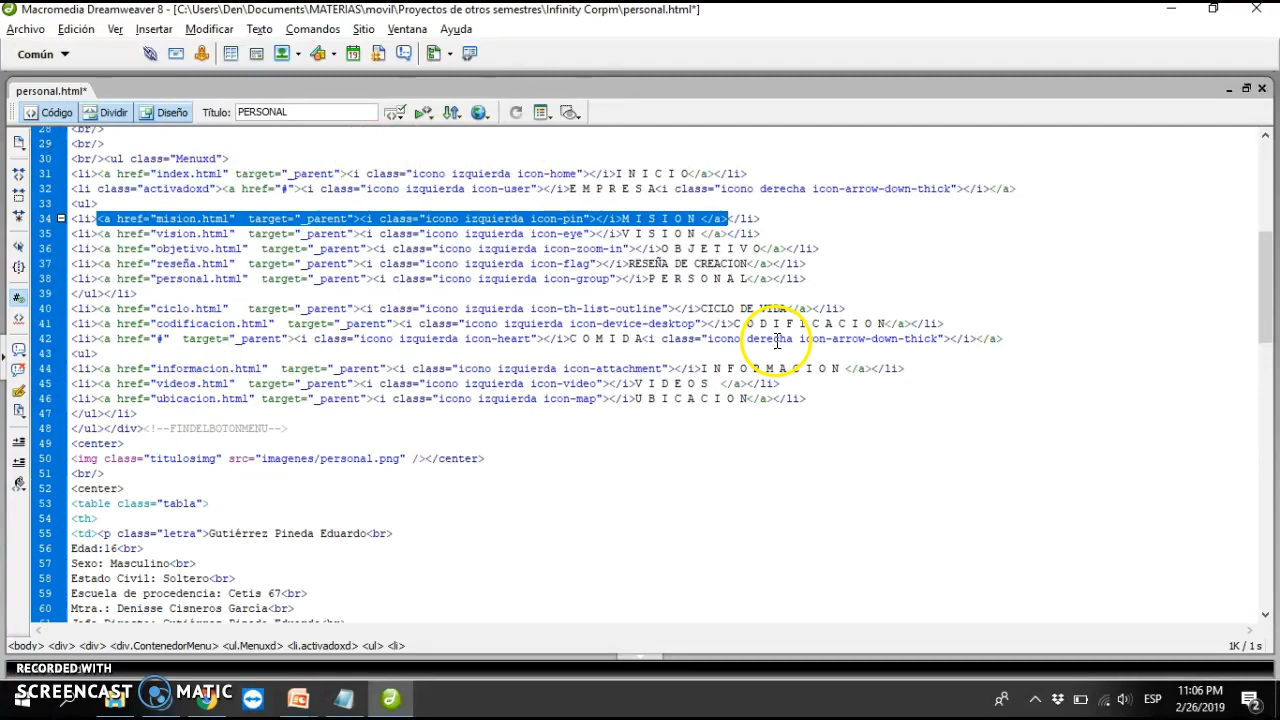 Macromedia Dreamweaver 8 - [C:\Users\Den\Documents\MATERIAS\movil\Proyectos de otros semestres\Infinity Corpm\personal.html*]
Archivo Edición Ver Insertar Modificar Texto Comandos Sitio Ventana Ayuda
Común
personal.html*
Código Dividir Diseño Título: PERSONAL
28 <br/>
29 <br/>
30 <br/><ul class="Menuxd">
31 <li><a href="index.html" target="_parent"><i class="icono izquierda icon-home"></i>I N I C I O</a></li>
32 <li class="activadoxd"><a href="#"><i class="icono izquierda icon-user"></i>E M P R E S A<i class="icono derecha icon-arrow-down-thick"></i></a>
33 <ul>
34 <li><a href="mision.html" target="_parent"><i class="icono izquierda icon-pin"></i>M I S I O N </a></li>
35 <li><a href="vision.html" target="_parent"><i class="icono izquierda icon-eye"></i>V I S I O N </a></li>
36 <li><a href="objetivo.html" target="_parent"><i class="icono izquierda icon-zoom-in"></i>O B J E T I V O</a></li>
37 <li><a href="reseña.html" target="_parent"><i class="icono izquierda icon-flag"></i>RESEÑA DE CREACION</a></li>
38 <li><a href="personal.html" target="_parent"><i class="icono izquierda icon-group"></i>P E R S O N A L</a></li>
39 </ul></li>
40 <li><a href="ciclo.html" target="_parent"><i class="icono izquierda icon-th-list-outline"></i>CICLO DE VIDA</a></li>
41 <li><a href="codificacion.html" target="_parent"><i class="icono izquierda icon-device-desktop"></i>C O D I F I C A C I O N</a></li>
42 <li><a href="#" target="_parent"><i class="icono izquierda icon-heart"></i>C O M I D A<i class="icono derecha icon-arrow-down-thick"></i></a>
43 <ul>
44 <li><a href="informacion.html" target="_parent"><i class="icono izquierda icon-attachment"></i>I N F O R M A C I O N </a></li>
45 <li><a href="videos.html" target="_parent"><i class="icono izquierda icon-video"></i>V I D E O S </a></li>
46 <li><a href="ubicacion.html" target="_parent"><i class="icono izquierda icon-map"></i>U B I C A C I O N</a></li>
47 </ul></li>
48 </ul></div><!--FINDELBOTONMENU-->
49 <center>
50 <img class="titulosimg" src="imagenes/personal.png" /></center>
51 <br/>
52 <center>
53 <table class="tabla">
54 <th>
55 <td><p class="letra">Gutiérrez Pineda Eduardo<br>
56 Edad:16<br>
57 Sexo: Masculino<br>
58 Estado Civil: Soltero<br>
59 Escuela de procedencia: Cetis 67<br>
60 Mtra.: Denisse Cisneros García<br>
<body> <div> <div> <div.ContenedorMenu> <ul.Menuxd> <li.activadoxd> <ul> <li>
1K / 1 s
RECORDED WITH
SCREENCAST MATIC
ESP
11:06 PM
2/26/2019
2